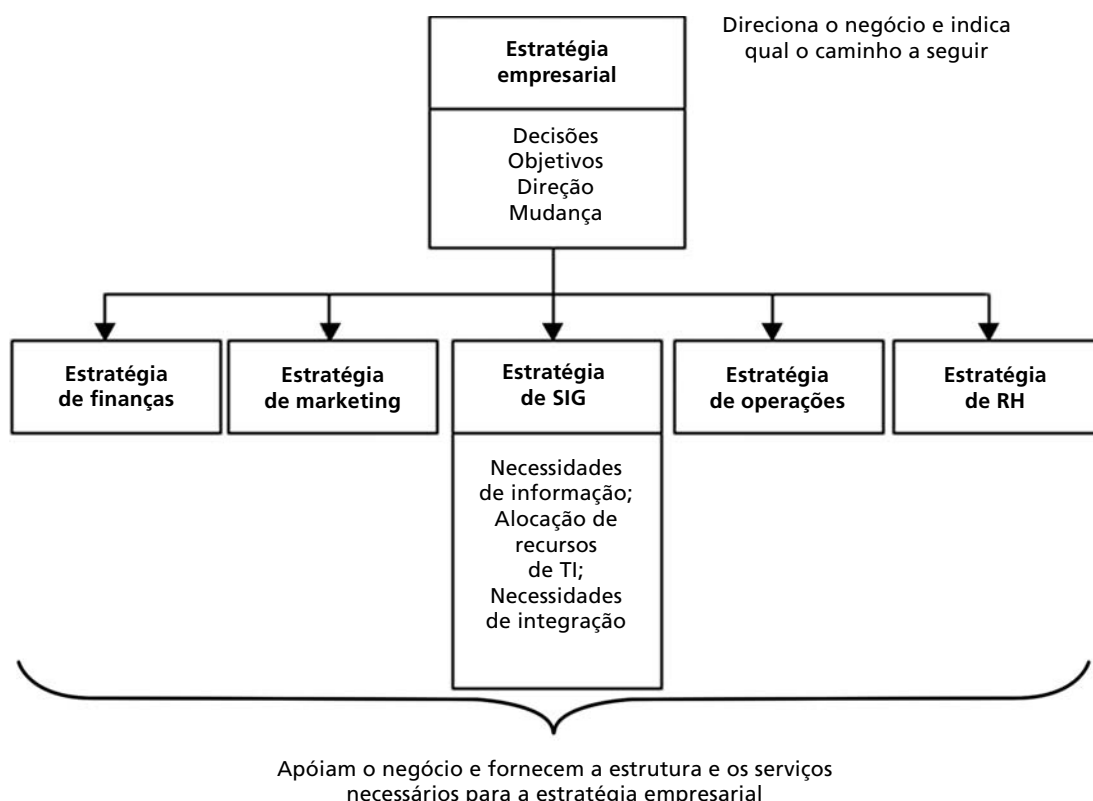 Estratégia
empresarial
Direciona o negócio e indica
qual o caminho a seguir
Decisões
Objetivos
Direção
Mudança
Estratégia
de finanças
Estratégia
de marketing
Estratégia
de SIG
Estratégia
de operações
Estratégia
de RH
Necessidades
de informação;
Alocação de
recursos
de TI;
Necessidades
de integração
Apóiam o negócio e fornecem a estrutura e os serviços
necessários para a estratégia empresarial